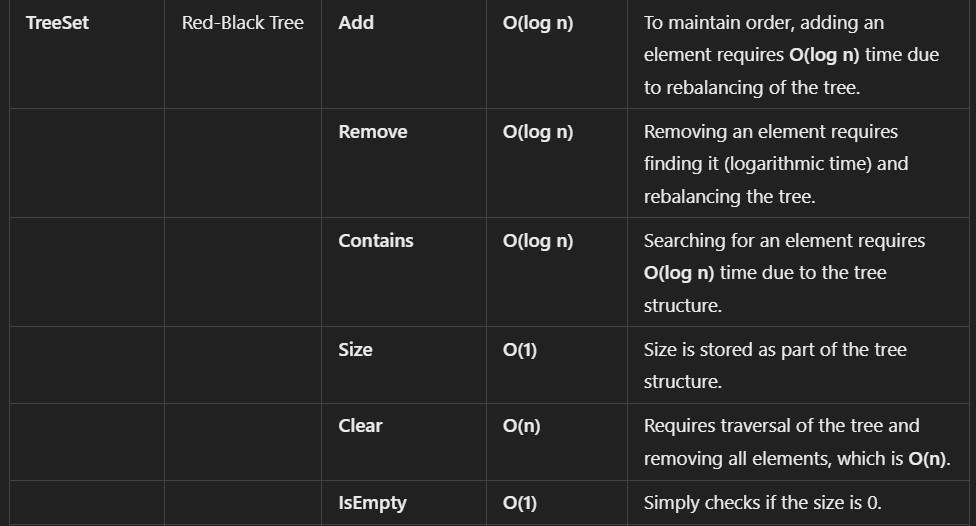 TreeSet Red-Black Tree Add O(log n) To maintain order, adding an
element requires O(log n) time due
to rebalancing of the tree.
Remove O(log n) Removing an element requires
finding it (logarithmic time) and
rebalancing the tree.
Contains O(log n) Searching for an element requires
O(log n) time due to the tree
structure.
Size O(1) Size is stored as part of the tree
structure.
Clear O(n) Requires traversal of the tree and
removing all elements, which is O(n).
IsEmpty O(1) Simply checks if the size is 0.